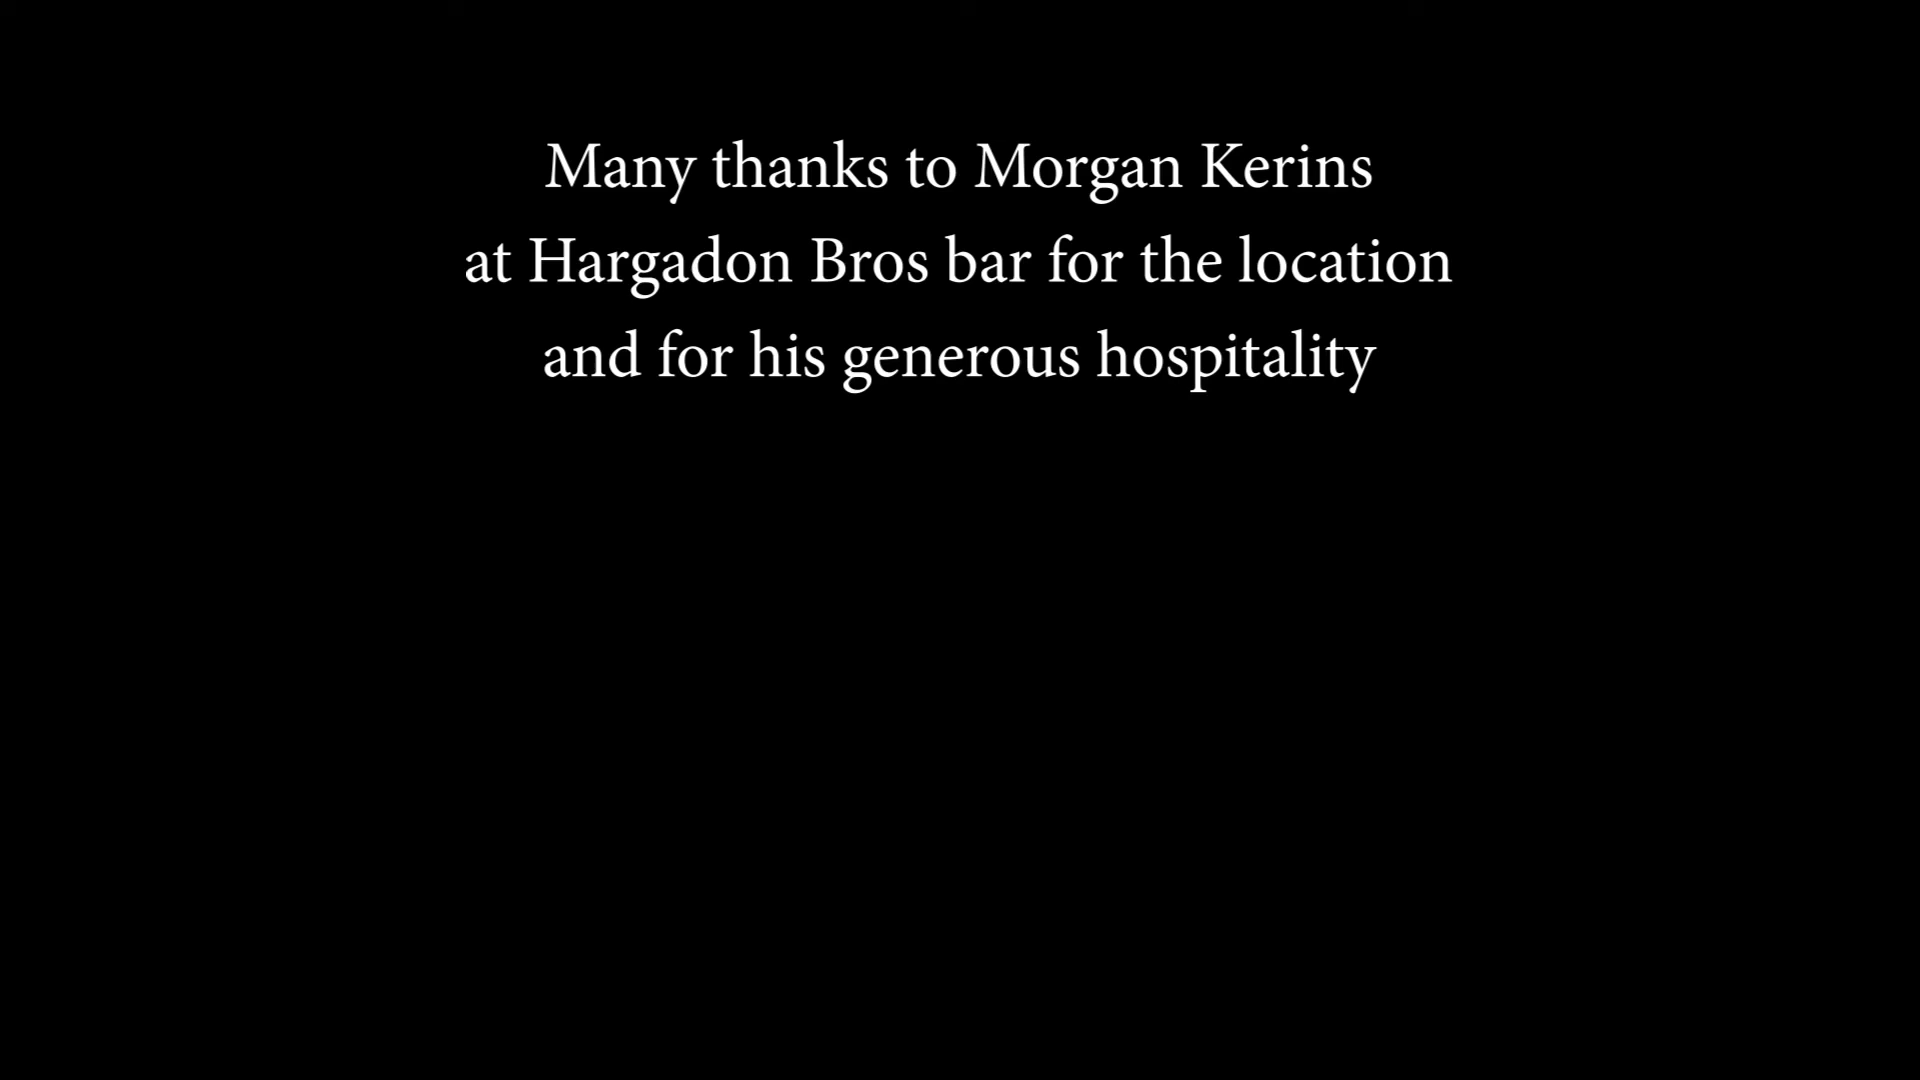 Many thanks to Morgan Kerins
at Hargadon Bros bar for the location
and for his generous hospitality